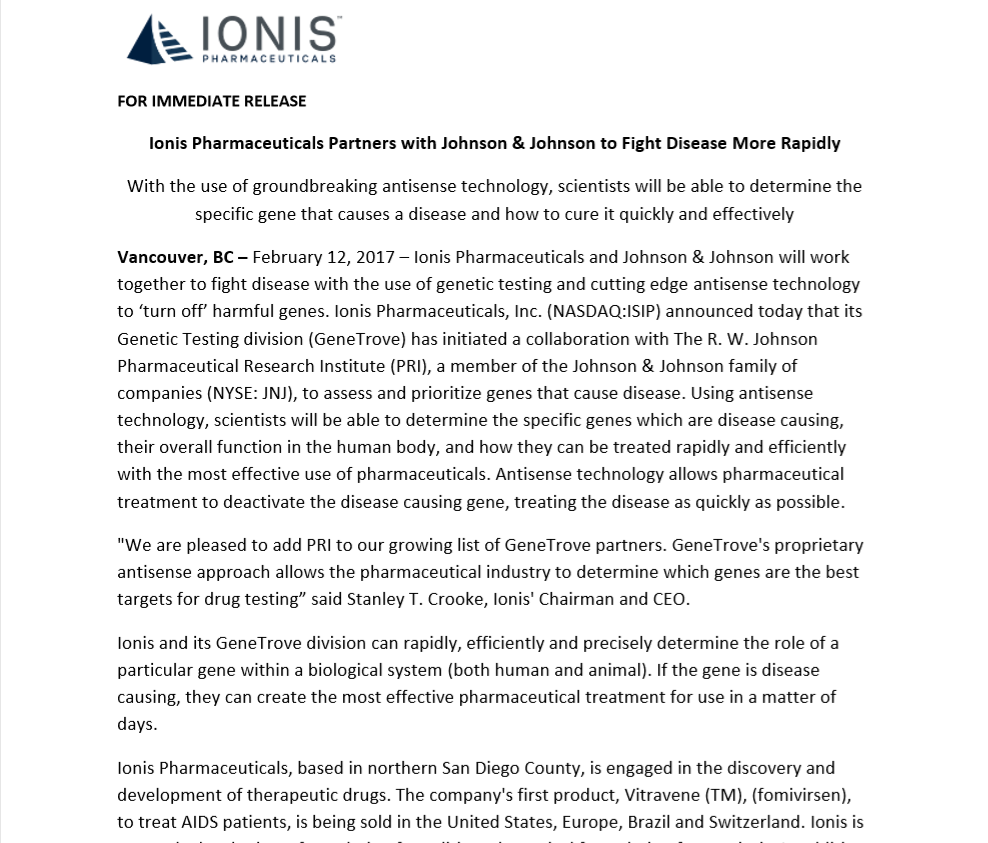 IONIS™
PHARMACEUTICALS
FOR IMMEDIATE RELEASE
Ionis Pharmaceuticals Partners with Johnson & Johnson to Fight Disease More Rapidly
With the use of groundbreaking antisense technology, scientists will be able to determine the
specific gene that causes a disease and how to cure it quickly and effectively
Vancouver, BC – February 12, 2017 – Ionis Pharmaceuticals and Johnson & Johnson will work
together to fight disease with the use of genetic testing and cutting edge antisense technology
to ‘turn off’ harmful genes. Ionis Pharmaceuticals, Inc. (NASDAQ:ISIP) announced today that its
Genetic Testing division (GeneTrove) has initiated a collaboration with The R. W. Johnson
Pharmaceutical Research Institute (PRI), a member of the Johnson & Johnson family of
companies (NYSE: JNJ), to assess and prioritize genes that cause disease. Using antisense
technology, scientists will be able to determine the specific genes which are disease causing,
their overall function in the human body, and how they can be treated rapidly and efficiently
with the most effective use of pharmaceuticals. Antisense technology allows pharmaceutical
treatment to deactivate the disease causing gene, treating the disease as quickly as possible.
"We are pleased to add PRI to our growing list of GeneTrove partners. GeneTrove's proprietary
antisense approach allows the pharmaceutical industry to determine which genes are the best
targets for drug testing” said Stanley T. Crooke, Ionis' Chairman and CEO.
Ionis and its GeneTrove division can rapidly, efficiently and precisely determine the role of a
particular gene within a biological system (both human and animal). If the gene is disease
causing, they can create the most effective pharmaceutical treatment for use in a matter of
days.
Ionis Pharmaceuticals, based in northern San Diego County, is engaged in the discovery and
development of therapeutic drugs. The company's first product, Vitravene (TM), (fomivirsen),
to treat AIDS patients, is being sold in the United States, Europe, Brazil and Switzerland. Ionis is